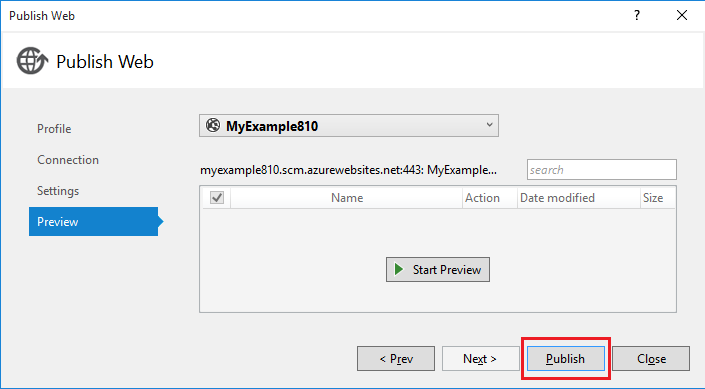 Publish Web
?
Publish Web
Profile
Connection
Settings
Preview
MyExample810
myexample810.scm.azurewebsites.net:443: MyExample...
search
Name Action Date modified Size
Start Preview
< Prev Next > Publish Close